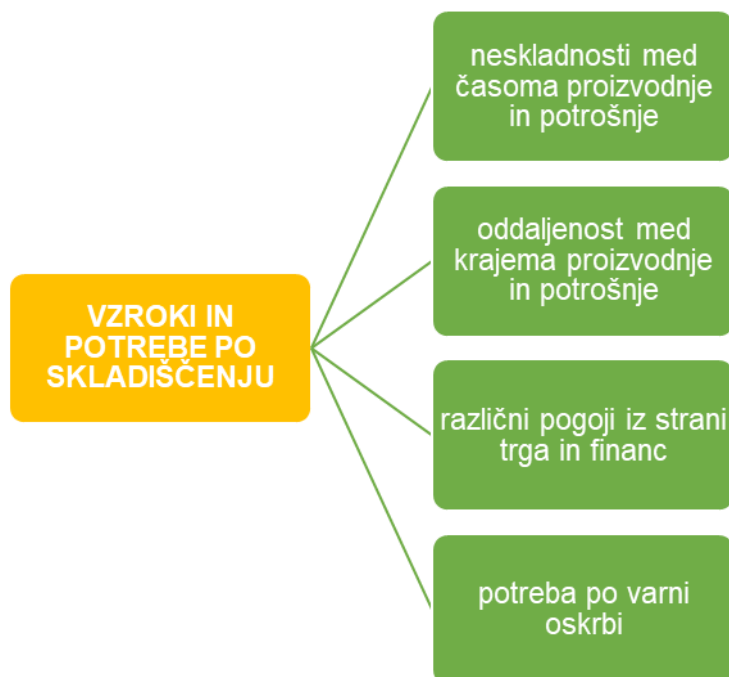 neskladnosti med
časoma proizvodnje
in potrošnje
oddaljenost med
krajema proizvodnje
in potrošnje
VZROKI IN
POTREBE PO
SKLADIŠČENJU
različni pogoji iz strani
trga in financ
potreba po varni
oskrbi